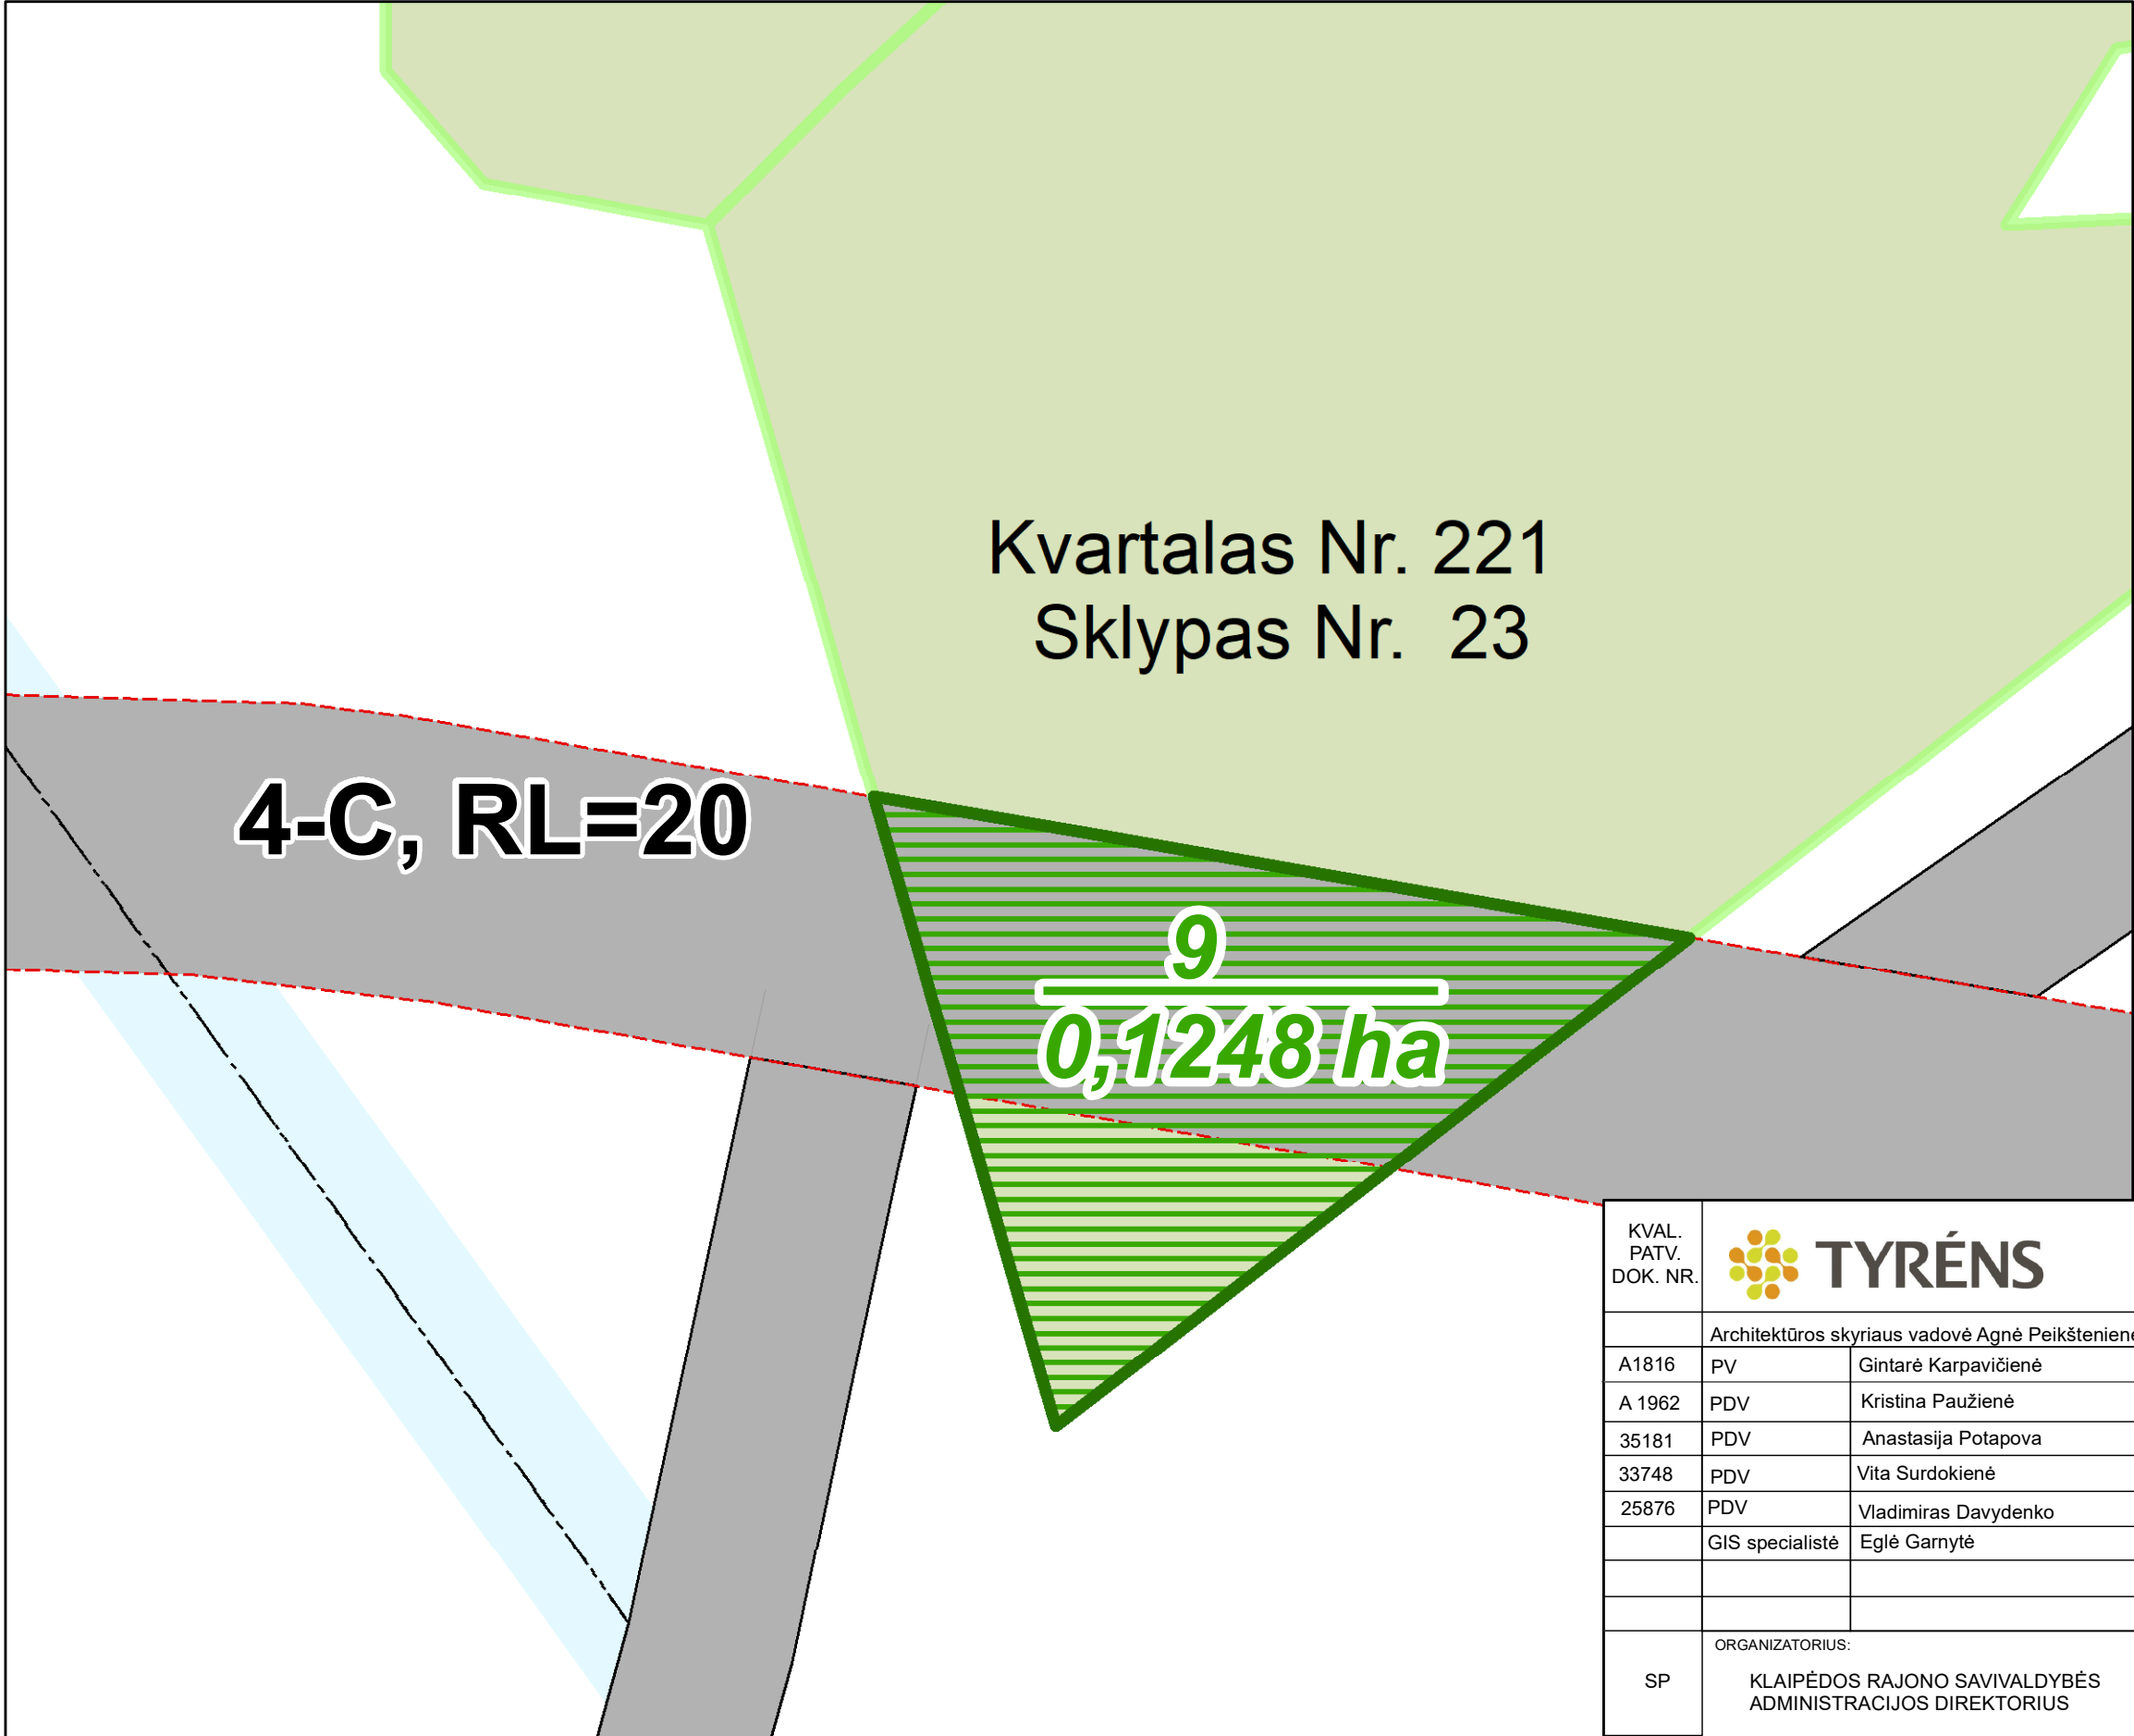 Kvartalas Nr. 221
Sklypas Nr. 23
4-C, RL=20
9
0,1248 ha
KVAL.
PATV.
DOK. NR.
TYRÉNS
Architektūros skyriaus vadovė Agnė Peikštenienė
A1816 PV Gintarė Karpavičienė
A 1962 PDV Kristina Paužienė
35181 PDV Anastasija Potapova
33748 PDV Vita Surdokienė
25876 PDV Vladimiras Davydenko
GIS specialistė Eglė Garnytė
SP
ORGANIZATORIUS:
KLAIPĖDOS RAJONO SAVIVALDYBĖS
ADMINISTRACIJOS DIREKTORIUS